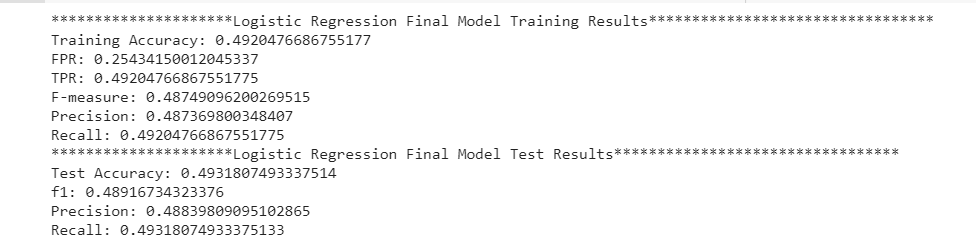 *********************Logistic Regression Final Model Training Results*********************************
Training Accuracy: 0.4920476686755177
FPR: 0.25434150012045337
TPR: 0.49204766867551775
F-measure: 0.48749096200269515
Precision: 0.487369800348407
Recall: 0.49204766867551775
*********************Logistic Regression Final Model Test Results*********************************
Test Accuracy: 0.4931807493337514
f1: 0.48916734323376
Precision: 0.48839809095102865
Recall: 0.49318074933375133